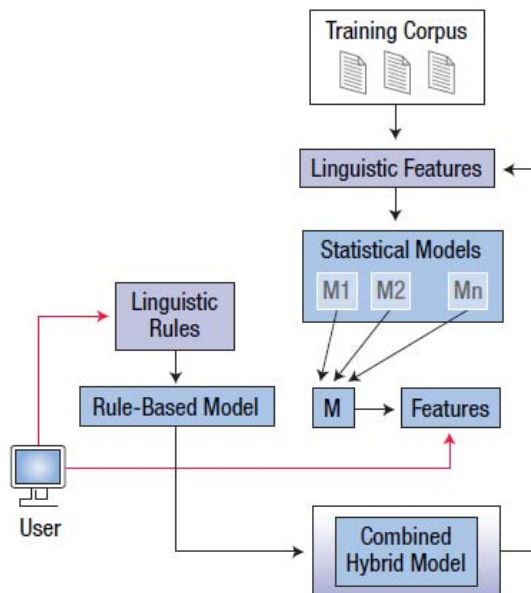 Training Corpus
Linguistic Features
Statistical Models
M1 M2 Mn
Linguistic
Rules
Rule-Based Model
M
Features
User
Combined
Hybrid Model